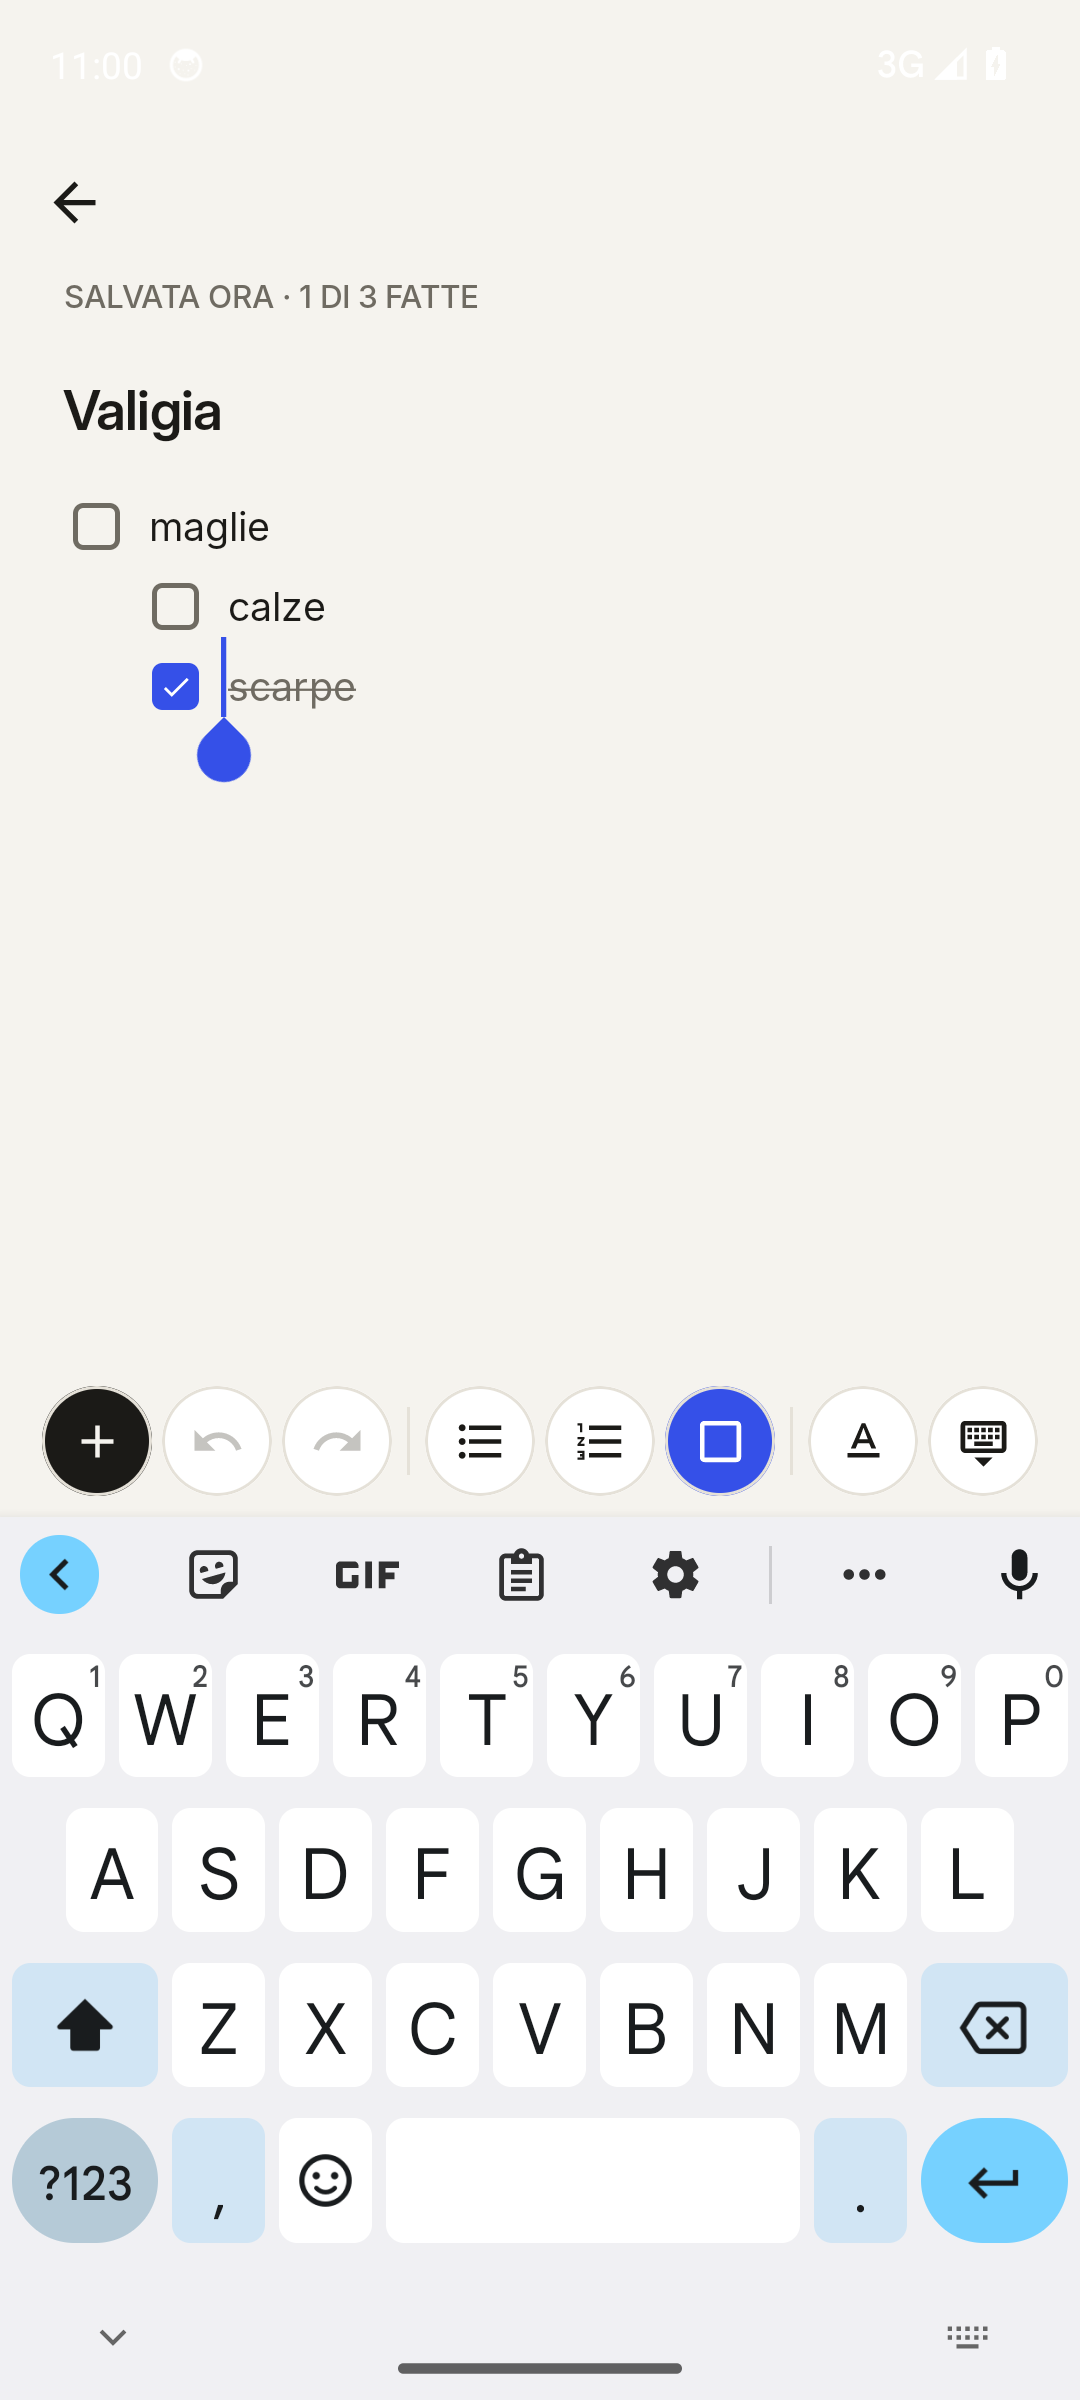 11:00 3G
SALVATA ORA · 1 DI 3 FATTE
Valigia
maglie
calze
scarpe
A
GIF
Q 1 W 2 E 3 R 4 T 5 Y 6 U 7 I 8 O 9 P 0
A S D F G H J K L
Z X C V B N M
?123 , .